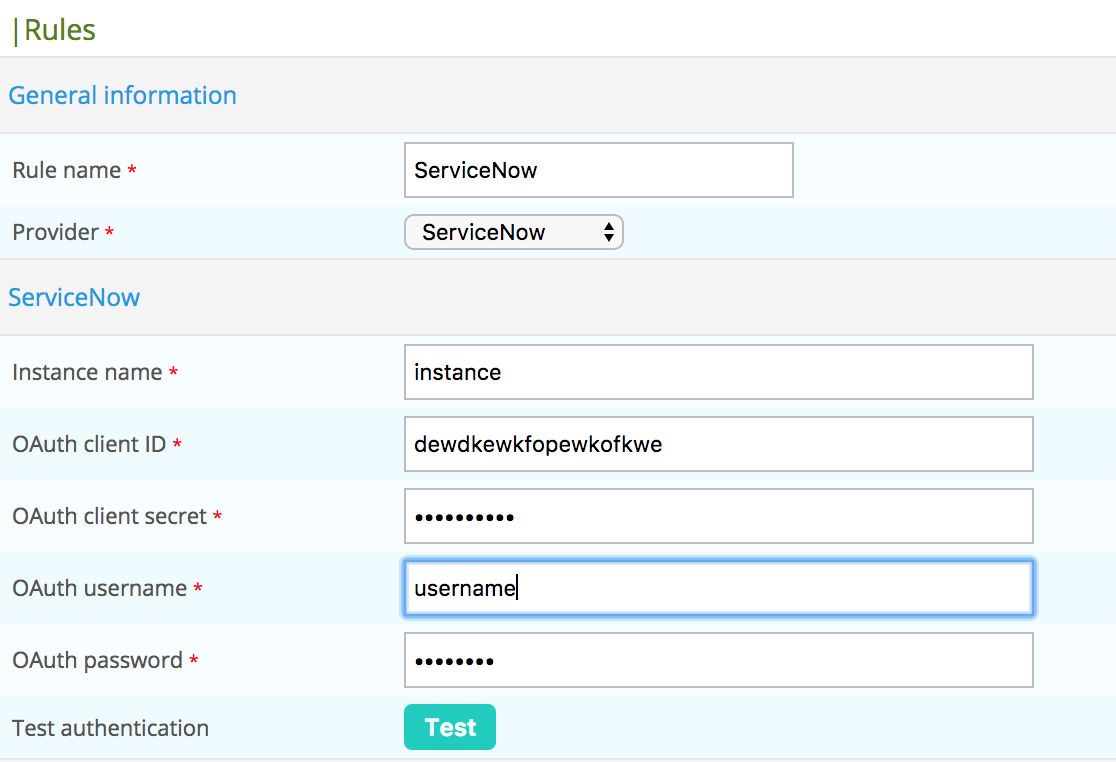 |Rules
General information
Rule name * ServiceNow
Provider * ServiceNow
ServiceNow
Instance name * instance
OAuth client ID * dewdkewkfopewkofkwe
OAuth client secret * ••••••••••
OAuth username * username
OAuth password * ••••••••
Test authentication Test